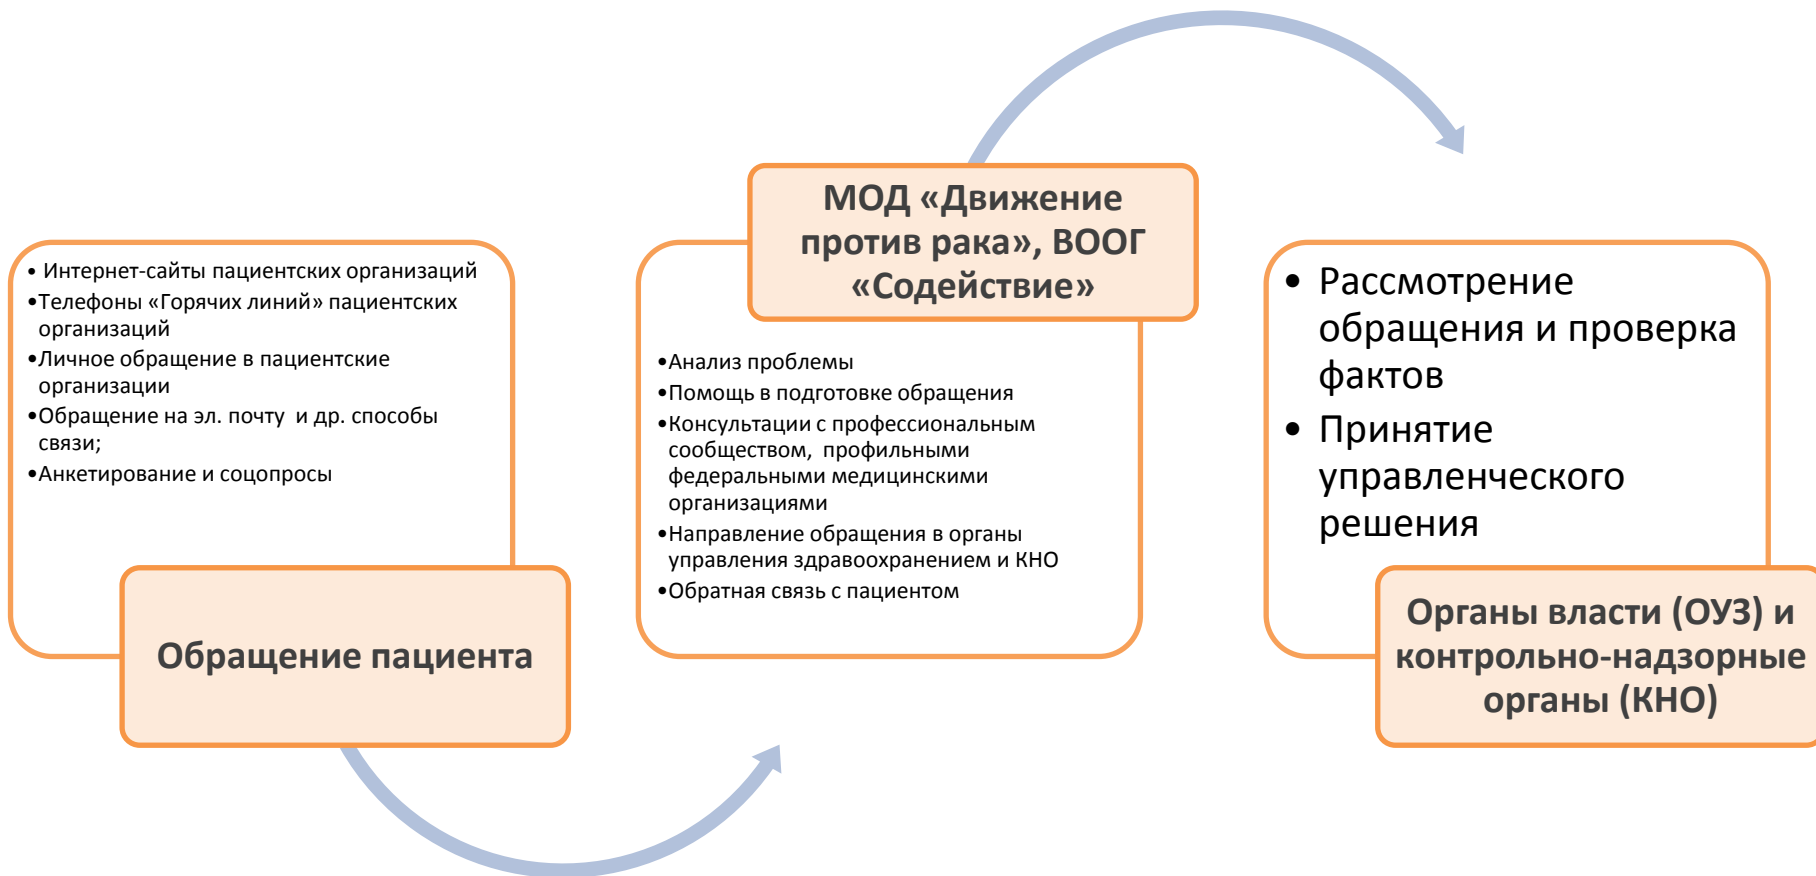 • Интернет-сайты пациентских организаций
•Телефоны «Горячих линий» пациентских
организаций
•Личное обращение в пациентские
организации
•Обращение на эл. почту и др. способы
связи;
•Анкетирование и соцопросы
Обращение пациента
МОД «Движение
против рака», ВООГ
«Содействие»
•Анализ проблемы
•Помощь в подготовке обращения
•Консультации с профессиональным
сообществом, профильными
федеральными медицинскими
организациями
•Направление обращения в органы
управления здравоохранением и КНО
•Обратная связь с пациентом
• Рассмотрение
обращения и проверка
фактов
• Принятие
управленческого
решения
Органы власти (ОУЗ) и
контрольно-надзорные
органы (КНО)